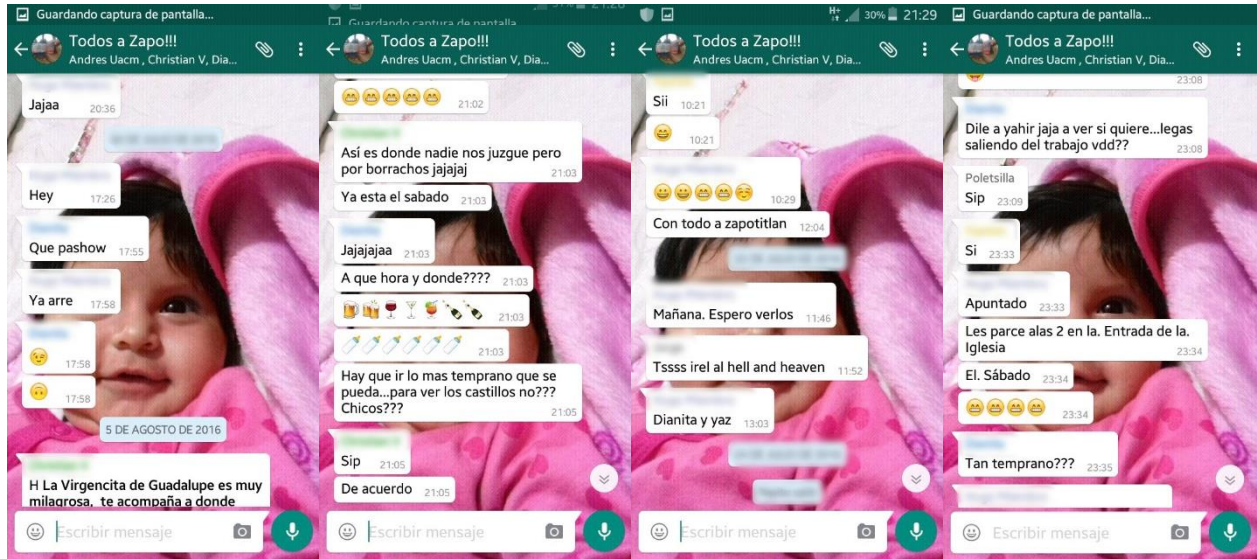 Guardando captura de pantalla...
Todos a Zapo!!!
Andres Uacm , Christian V, Dia...
Jajaa 20:36
Hey 17:26
Que pashow 17:55
Ya arre 17:58
😉 17:58
🙃 17:58
5 DE AGOSTO DE 2016
H La Virgencita de Guadalupe es muy
milagrosa, te acompaña a donde
Escribir mensaje
Guardando captura de pantalla
Todos a Zapo!!!
Andres Uacm , Christian V, Dia...
😁😁😁😁😁 21:02
Así es donde nadie nos juzgue pero
por borrachos jajajaj 21:03
Ya esta el sabado 21:03
Jajajajaa 21:03
A que hora y donde???? 21:03
🍺🍻🍷🍸🍹🍾🍾 21:03
🍼🍼🍼🍼🍼🍼 21:03
Hay que ir lo mas temprano que se
pueda...para ver los castillos no???
Chicos??? 21:05
Sip 21:05
De acuerdo 21:05
Escribir mensaje
H+ 30% 21:29
Todos a Zapo!!!
Andres Uacm , Christian V, Dia...
Sii 10:21
😄 10:21
😀😀😁😁☺️ 10:29
Con todo a zapotitlan 12:04
Mañana. Espero verlos 11:46
Tssss irel al hell and heaven 11:52
Dianita y yaz 13:03
Escribir mensaje
Guardando captura de pantalla...
Todos a Zapo!!!
Andres Uacm , Christian V, Dia...
23:08
Dile a yahir jaja a ver si quiere...legas
saliendo del trabajo vdd?? 23:08
Poletsilla
Sip 23:09
Si 23:33
Apuntado 23:33
Les parce alas 2 en la. Entrada de la.
Iglesia 23:34
El. Sábado 23:34
😁😁😁😁 23:34
Tan temprano??? 23:35
Escribir mensaje